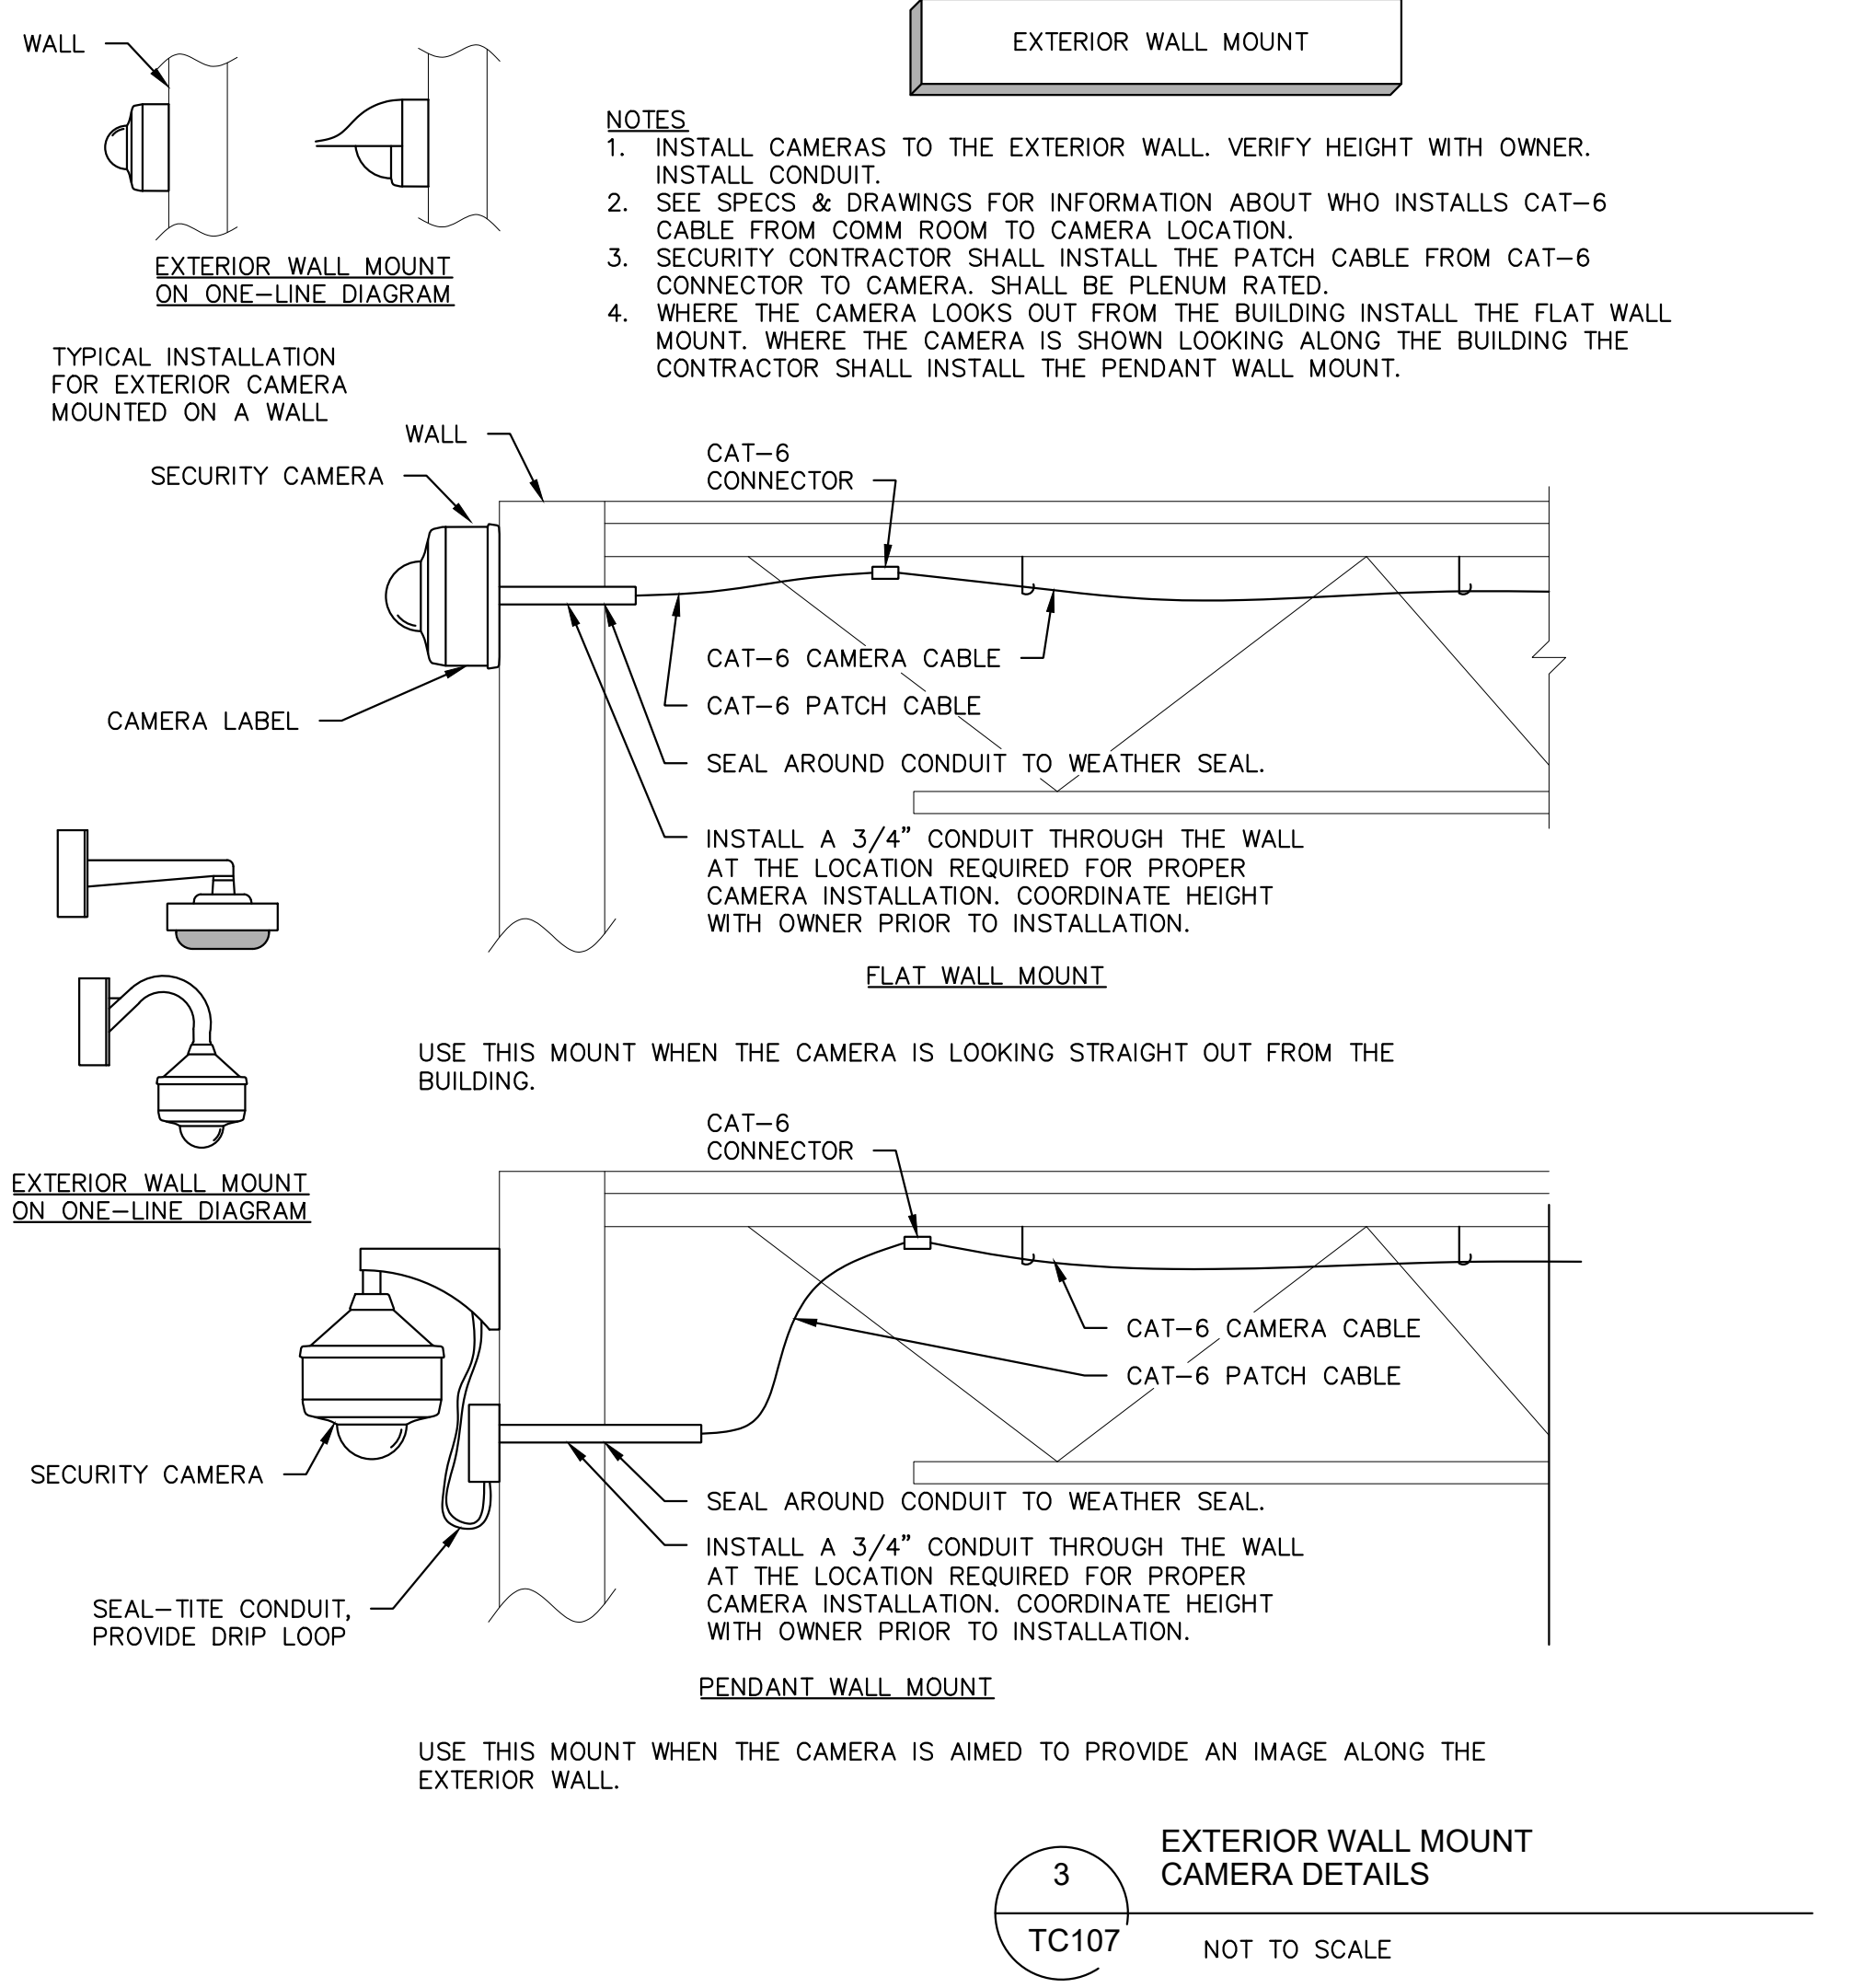 WALL
EXTERIOR WALL MOUNT
NOTES
1. INSTALL CAMERAS TO THE EXTERIOR WALL. VERIFY HEIGHT WITH OWNER.
INSTALL CONDUIT.
2. SEE SPECS & DRAWINGS FOR INFORMATION ABOUT WHO INSTALLS CAT-6
CABLE FROM COMM ROOM TO CAMERA LOCATION.
3. SECURITY CONTRACTOR SHALL INSTALL THE PATCH CABLE FROM CAT-6
CONNECTOR TO CAMERA. SHALL BE PLENUM RATED.
4. WHERE THE CAMERA LOOKS OUT FROM THE BUILDING INSTALL THE FLAT WALL
MOUNT. WHERE THE CAMERA IS SHOWN LOOKING ALONG THE BUILDING THE
CONTRACTOR SHALL INSTALL THE PENDANT WALL MOUNT.
EXTERIOR WALL MOUNT
ON ONE-LINE DIAGRAM
TYPICAL INSTALLATION
FOR EXTERIOR CAMERA
MOUNTED ON A WALL
WALL
SECURITY CAMERA
CAT-6
CONNECTOR
CAT-6 CAMERA CABLE
CAT-6 PATCH CABLE
CAMERA LABEL
SEAL AROUND CONDUIT TO WEATHER SEAL.
INSTALL A 3/4" CONDUIT THROUGH THE WALL
AT THE LOCATION REQUIRED FOR PROPER
CAMERA INSTALLATION. COORDINATE HEIGHT
WITH OWNER PRIOR TO INSTALLATION.
FLAT WALL MOUNT
USE THIS MOUNT WHEN THE CAMERA IS LOOKING STRAIGHT OUT FROM THE
BUILDING.
EXTERIOR WALL MOUNT
ON ONE-LINE DIAGRAM
CAT-6
CONNECTOR
CAT-6 CAMERA CABLE
CAT-6 PATCH CABLE
SECURITY CAMERA
SEAL AROUND CONDUIT TO WEATHER SEAL.
INSTALL A 3/4" CONDUIT THROUGH THE WALL
AT THE LOCATION REQUIRED FOR PROPER
CAMERA INSTALLATION. COORDINATE HEIGHT
WITH OWNER PRIOR TO INSTALLATION.
SEAL-TITE CONDUIT,
PROVIDE DRIP LOOP
PENDANT WALL MOUNT
USE THIS MOUNT WHEN THE CAMERA IS AIMED TO PROVIDE AN IMAGE ALONG THE
EXTERIOR WALL.
3
TC107
EXTERIOR WALL MOUNT
CAMERA DETAILS
NOT TO SCALE